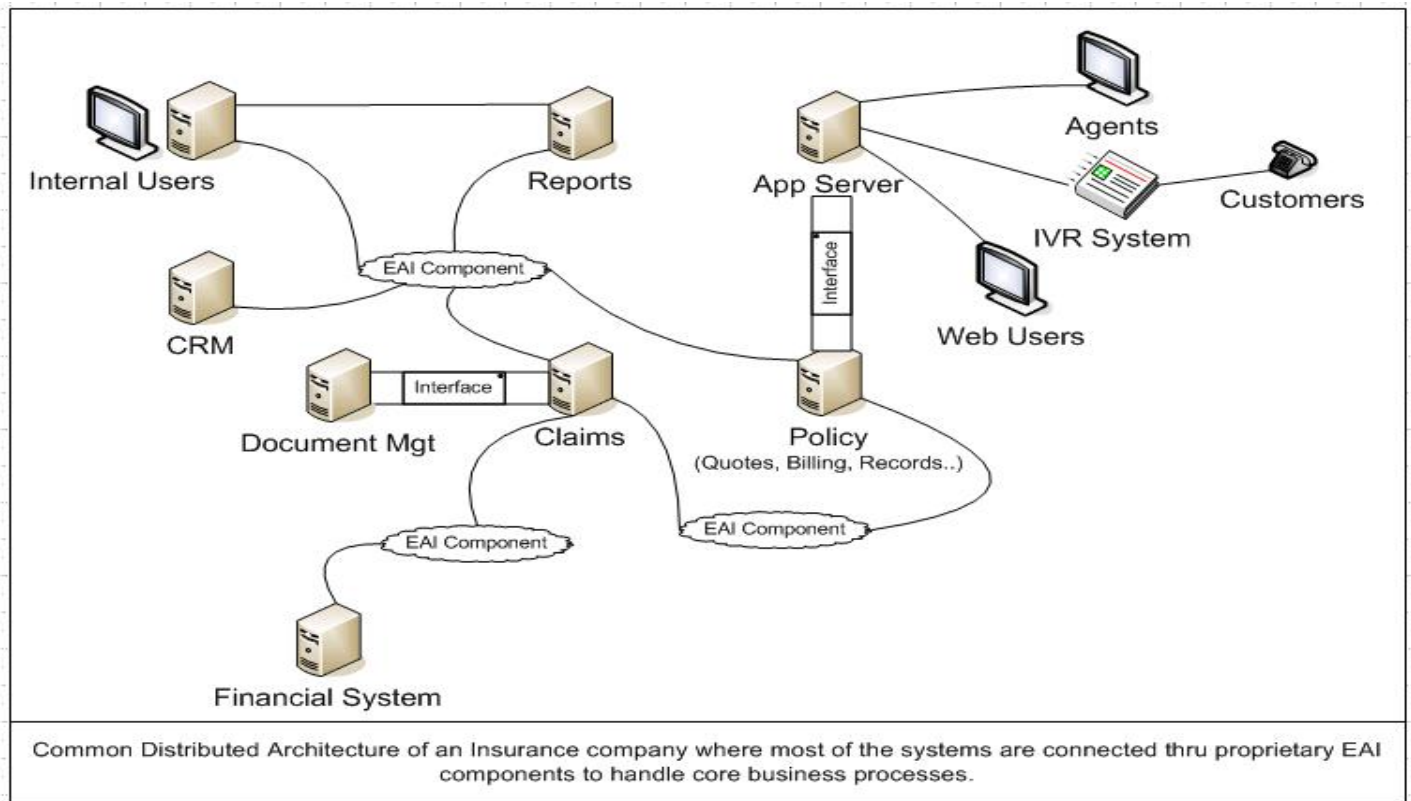 Agents
Internal Users
Reports
App Server
Customers
IVR System
Interface
EAI Component
Web Users
CRM
Interface
Document Mgt
Claims
Policy
(Quotes, Billing, Records..)
EAI Component
EAI Component
Financial System
Common Distributed Architecture of an Insurance company where most of the systems are connected thru proprietary EAI
components to handle core business processes.